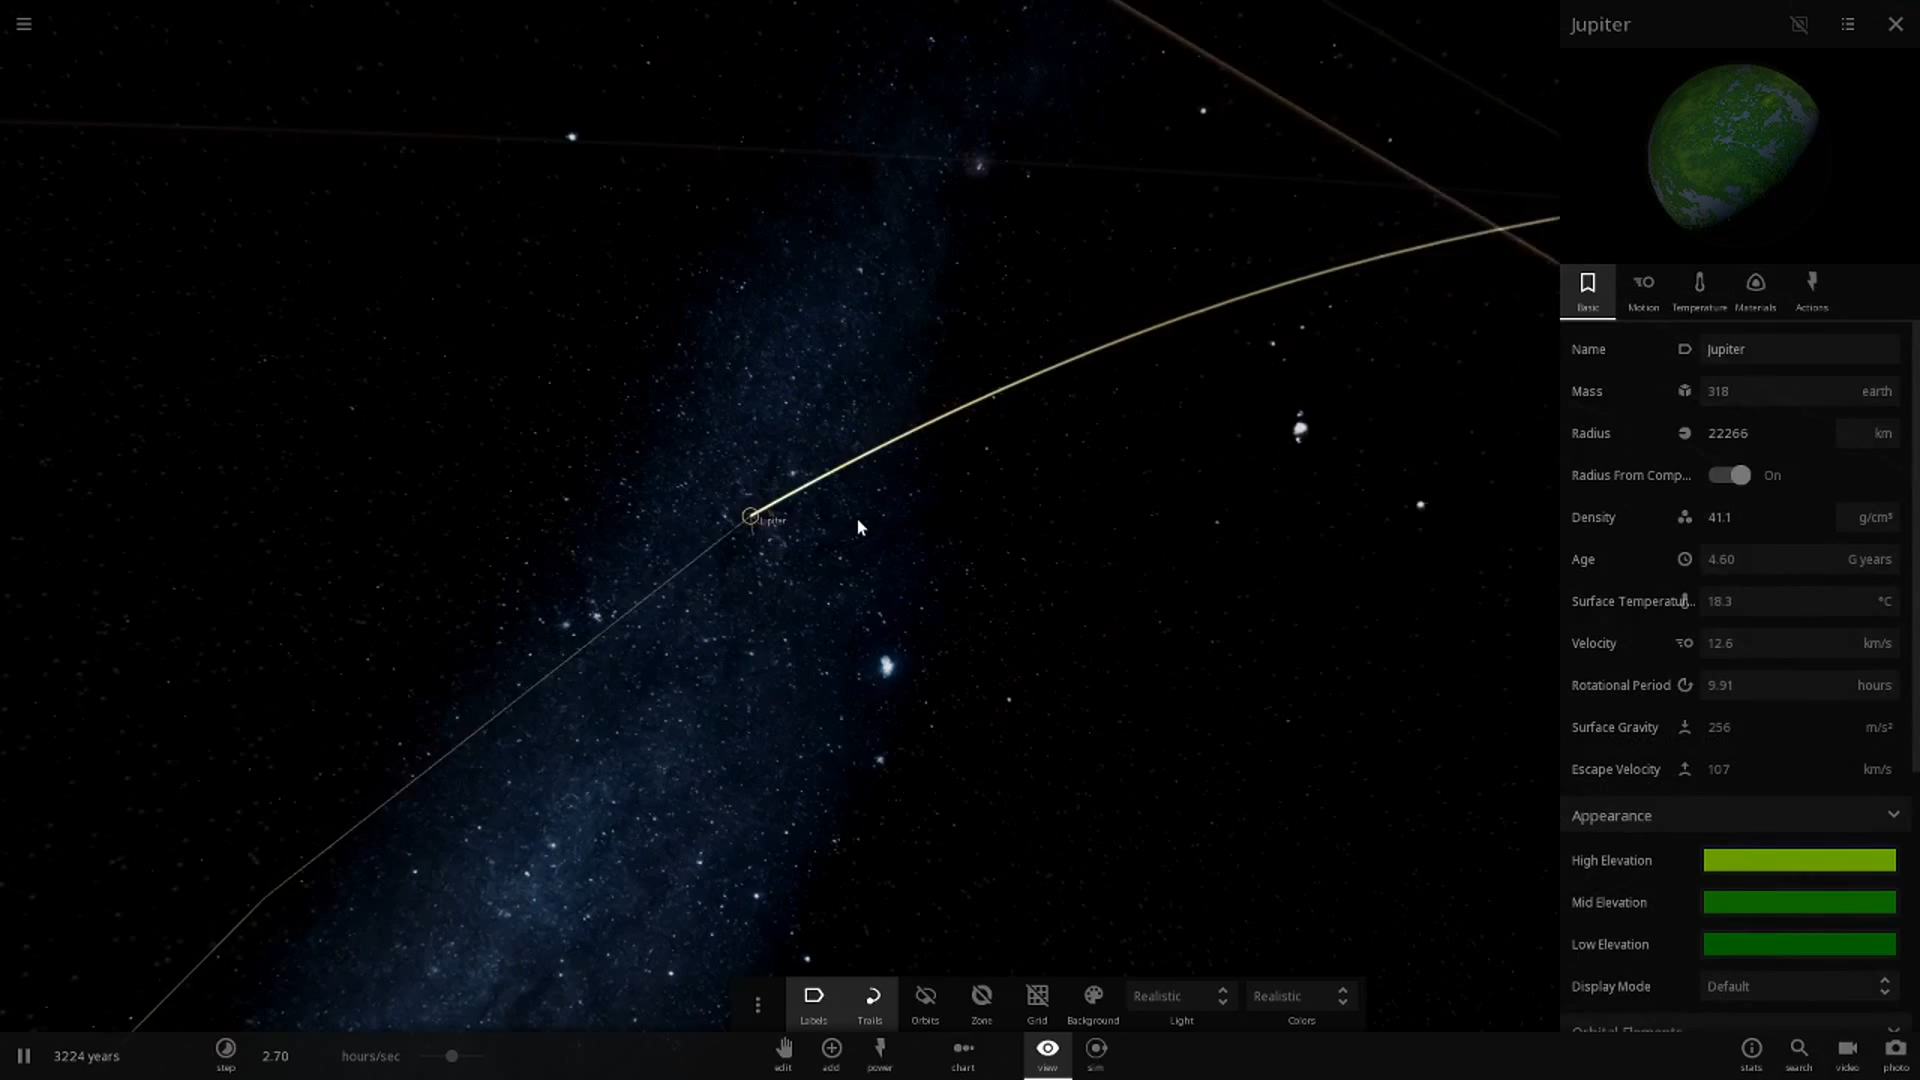 Jupiter
Basic
Motion
Temperature
Materials
Actions
Name Jupiter
Mass 318 earth
Radius 22266 km
Radius From Comp... On
Density 41.1 g/cm³
Age 4.60 G years
Surface Temperatur... 18.3 °C
Velocity 12.6 km/s
Rotational Period 9.91 hours
Surface Gravity 256 m/s²
Escape Velocity 107 km/s
Appearance
High Elevation
Mid Elevation
Low Elevation
Display Mode Default
Orbital Elements
Jupiter
Labels
Trails
Orbits
Zone
Grid
Background
Realistic
Light
Realistic
Colors
3224 years
step
2.70 hours/sec
edit
add
power
chart
view
sim
stats
search
video
photo